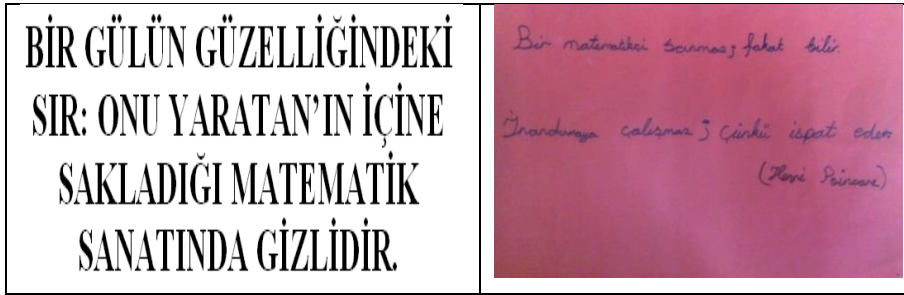 BİR GÜLÜN GÜZELLİĞİNDEKİ
SIR: ONU YARATAN’IN İÇİNE
SAKLADIĞI MATEMATİK
SANATINDA GİZLİDİR.
Bir matematikçi sanmaz; fakat bilir.
İnandırmaya çalışmaz; çünkü ispat eder.
(Henri Poincare)